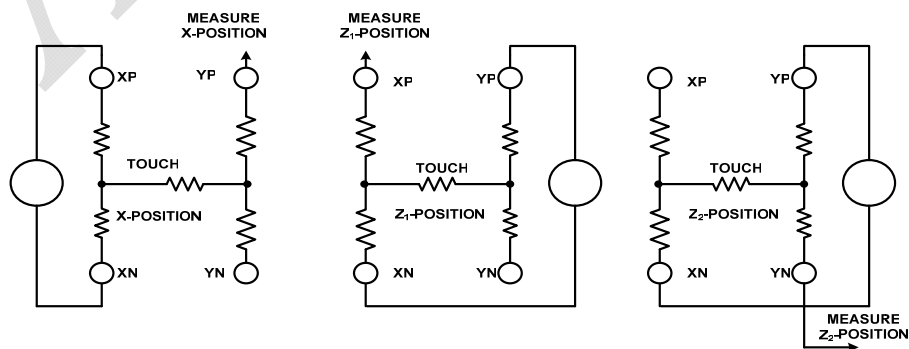 MEASURE
X-POSITION
XP
YP
TOUCH
X-POSITION
XN
YN
MEASURE
Z1-POSITION
XP
YP
TOUCH
Z1-POSITION
XN
YN
XP
YP
TOUCH
Z2-POSITION
XN
YN
MEASURE
Z2-POSITION